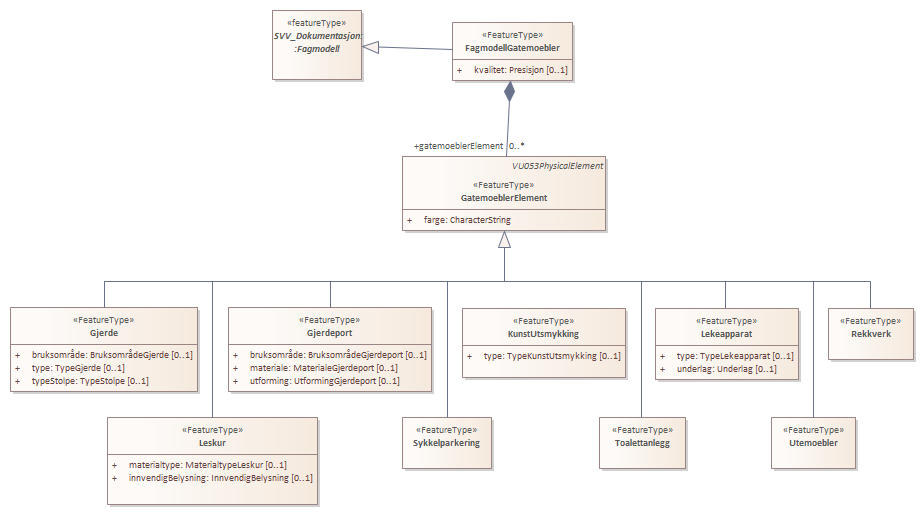 «featureType»
SVV_Dokumentasjon:
:Fagmodell
«FeatureType»
FagmodellGatemoebler
+ kvalitet: Presisjon [0..1]
+gatemoeblerElement 0..*
VU053PhysicalElement
«FeatureType»
GatemoeblerElement
+ farge: CharacterString
«FeatureType»
Gjerde
+ bruksområde: BruksområdeGjerde [0..1]
+ type: TypeGjerde [0..1]
+ typeStolpe: TypeStolpe [0..1]
«FeatureType»
Gjerdeport
+ bruksområde: BruksområdeGjerdeport [0..1]
+ materiale: MaterialeGjerdeport [0..1]
+ utforming: UtformingGjerdeport [0..1]
«FeatureType»
KunstUtsmykking
+ type: TypeKunstUtsmykking [0..1]
«FeatureType»
Lekeapparat
+ type: TypeLekeapparat [0..1]
+ underlag: Underlag [0..1]
«FeatureType»
Rekkverk
«FeatureType»
Leskur
+ materialtype: MaterialtypeLeskur [0..1]
+ innvendigBelysning: InnvendigBelysning [0..1]
«FeatureType»
Sykkelparkering
«FeatureType»
Toalettanlegg
«FeatureType»
Utemoebler